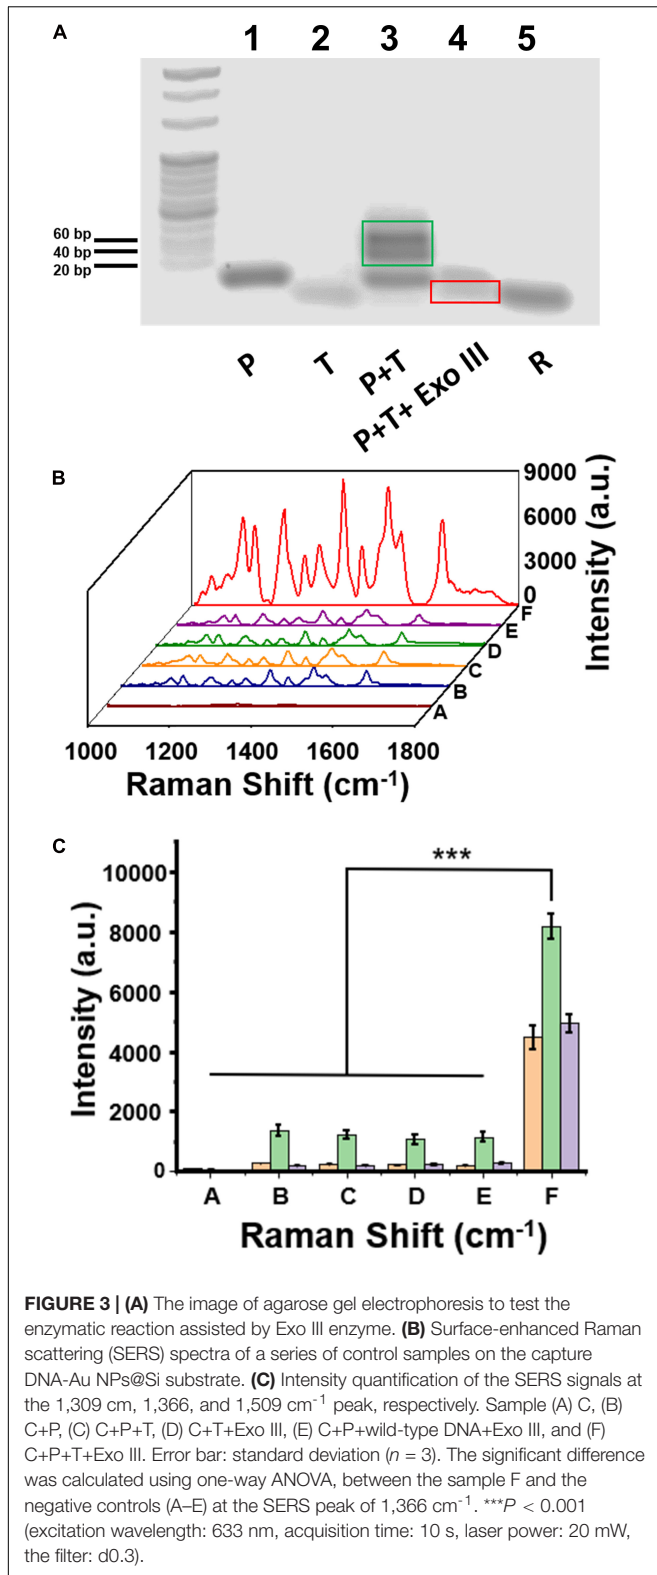 A
1 2 3 4 5
60 bp
40 bp
20 bp
P
T
P+T
P+T+ Exo III
R
B
9000
6000
3000
0
Intensity (a.u.)
F
E
D
C
B
A
1000 1200 1400 1600 1800
Raman Shift (cm-1)
C
***
10000
8000
6000
4000
2000
0
Intensity (a.u.)
A B C D E F
Raman Shift (cm-1)
FIGURE 3 | (A) The image of agarose gel electrophoresis to test the
enzymatic reaction assisted by Exo III enzyme. (B) Surface-enhanced Raman
scattering (SERS) spectra of a series of control samples on the capture
DNA-Au NPs@Si substrate. (C) Intensity quantification of the SERS signals at
the 1,309 cm, 1,366, and 1,509 cm-1 peak, respectively. Sample (A) C, (B)
C+P, (C) C+P+T, (D) C+T+Exo III, (E) C+P+wild-type DNA+Exo III, and (F)
C+P+T+Exo III. Error bar: standard deviation (n = 3). The significant difference
was calculated using one-way ANOVA, between the sample F and the
negative controls (A–E) at the SERS peak of 1,366 cm-1. ***P < 0.001
(excitation wavelength: 633 nm, acquisition time: 10 s, laser power: 20 mW,
the filter: d0.3).